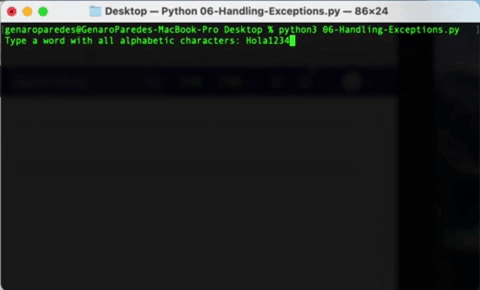 Desktop — Python 06-Handling-Exceptions.py — 86×24
genaroparedes@GenaroParedes-MacBook-Pro Desktop % python3 06-Handling-Exceptions.py
Type a word with all alphabetic characters: Hola1234